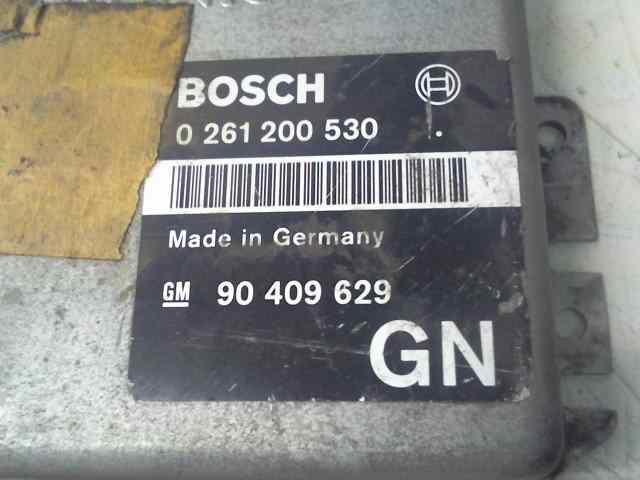 BOSCH
0 261 200 530 .
Made in Germany
GM 90 409 629
GN